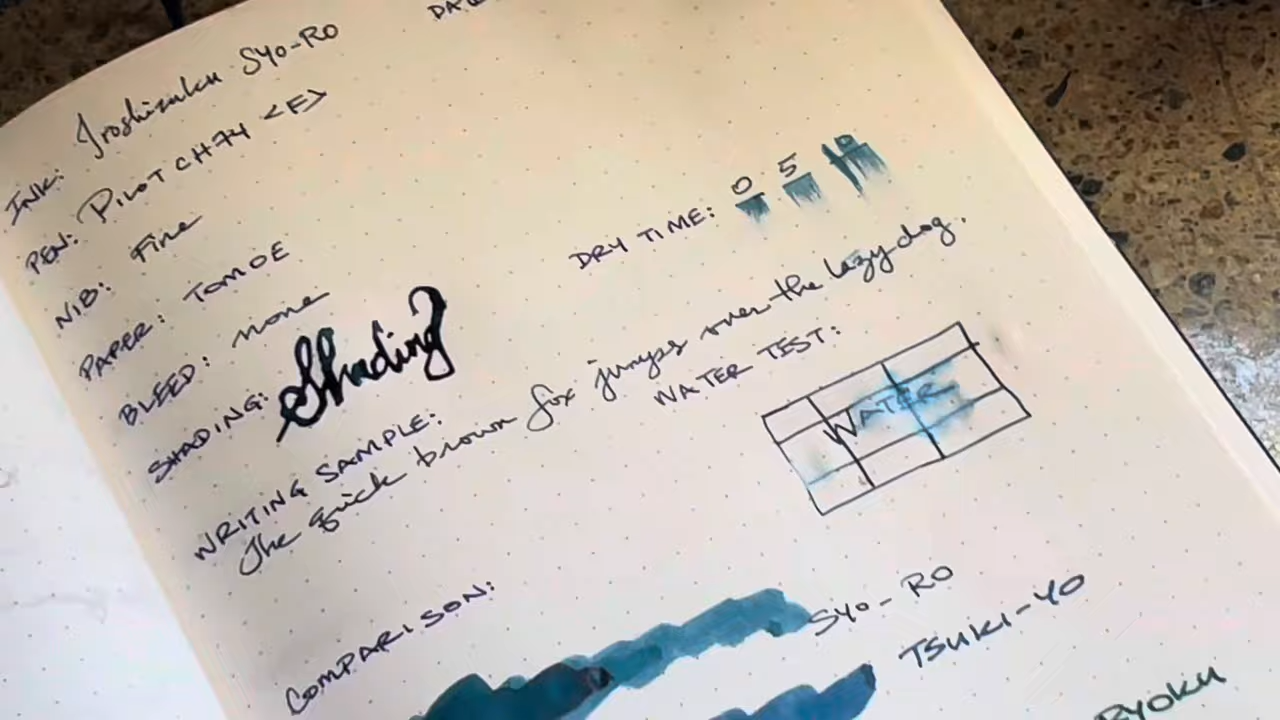 INK: Iroshizuku SYO-RO
PEN: PILOT CH74 <F>
NIB: Fine
PAPER: TOMOE
BLEED: none
DRY TIME: 0 5 10
SHADING: Shading
WRITING SAMPLE:
The quick brown fox jumps over the lazy dog.
WATER TEST:
WATER
COMPARISON:
SYO-RO
TSUKI-YO
RYOKU